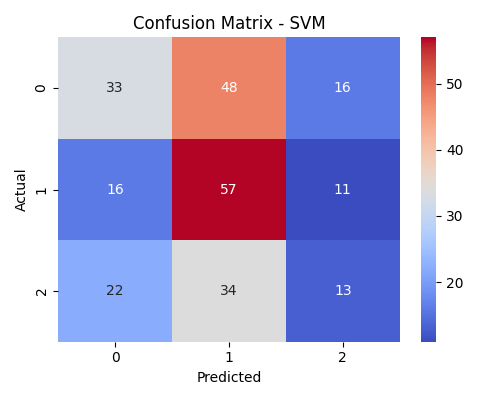 Confusion Matrix - SVM
Actual
0
33 48 16
1
16 57 11
2
22 34 13
0 1 2
Predicted
50
40
30
20